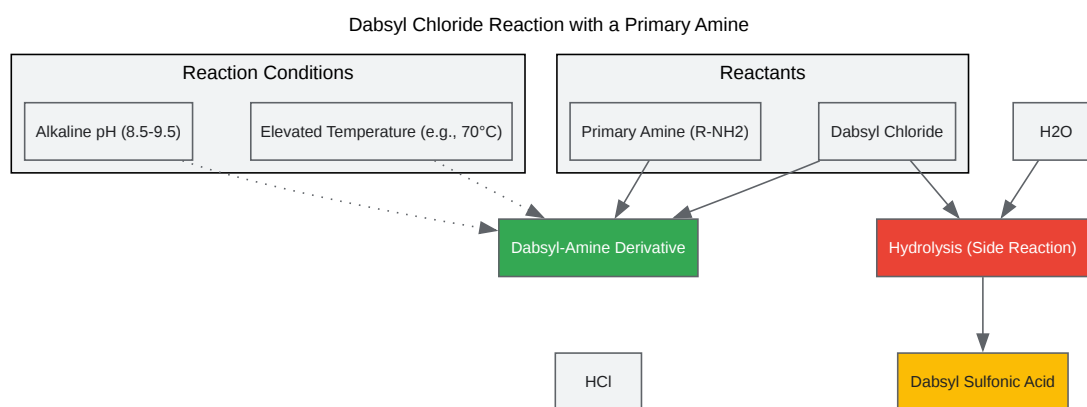 Dabsyl Chloride Reaction with a Primary Amine
Reaction Conditions
Reactants
Alkaline pH (8.5-9.5)
Elevated Temperature (e.g., 70°C)
Primary Amine (R-NH2)
Dabsyl Chloride
H2O
Dabsyl-Amine Derivative
Hydrolysis (Side Reaction)
HCl
Dabsyl Sulfonic Acid